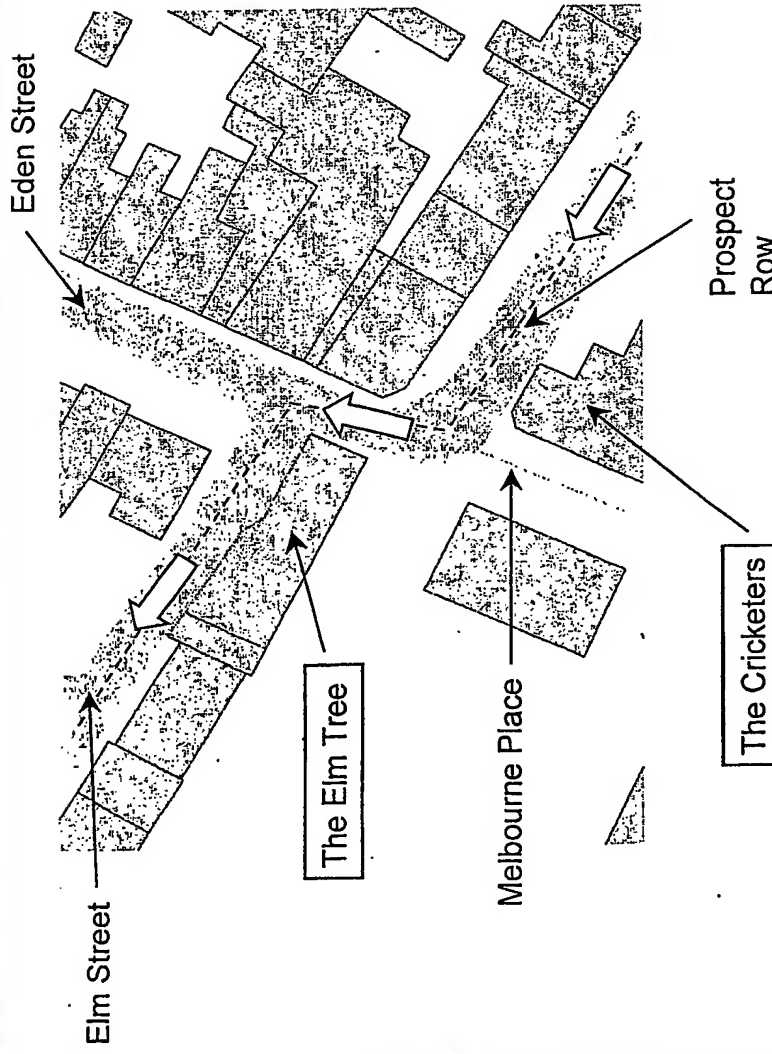 Eden Street
Elm Street
The Elm Tree
Melbourne Place
The Cricketers
Prospect
Row